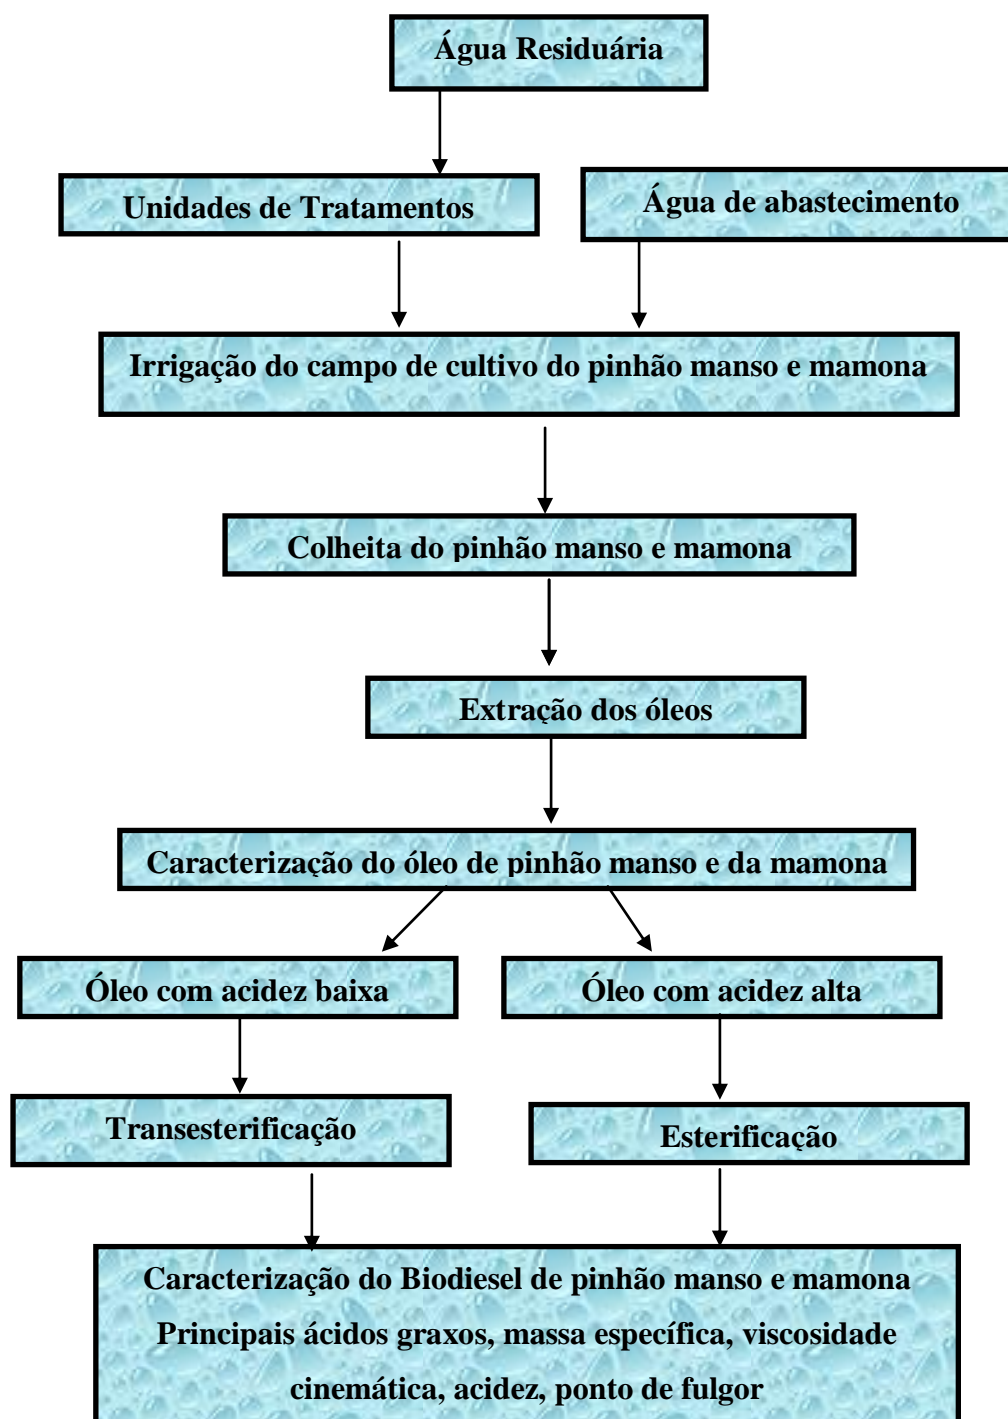 Água Residuária
Unidades de Tratamentos
Água de abastecimento
Irrigação do campo de cultivo do pinhão manso e mamona
Colheita do pinhão manso e mamona
Extração dos óleos
Caracterização do óleo de pinhão manso e da mamona
Óleo com acidez baixa
Óleo com acidez alta
Transesterificação
Esterificação
Caracterização do Biodiesel de pinhão manso e mamona
Principais ácidos graxos, massa específica, viscosidade
cinemática, acidez, ponto de fulgor